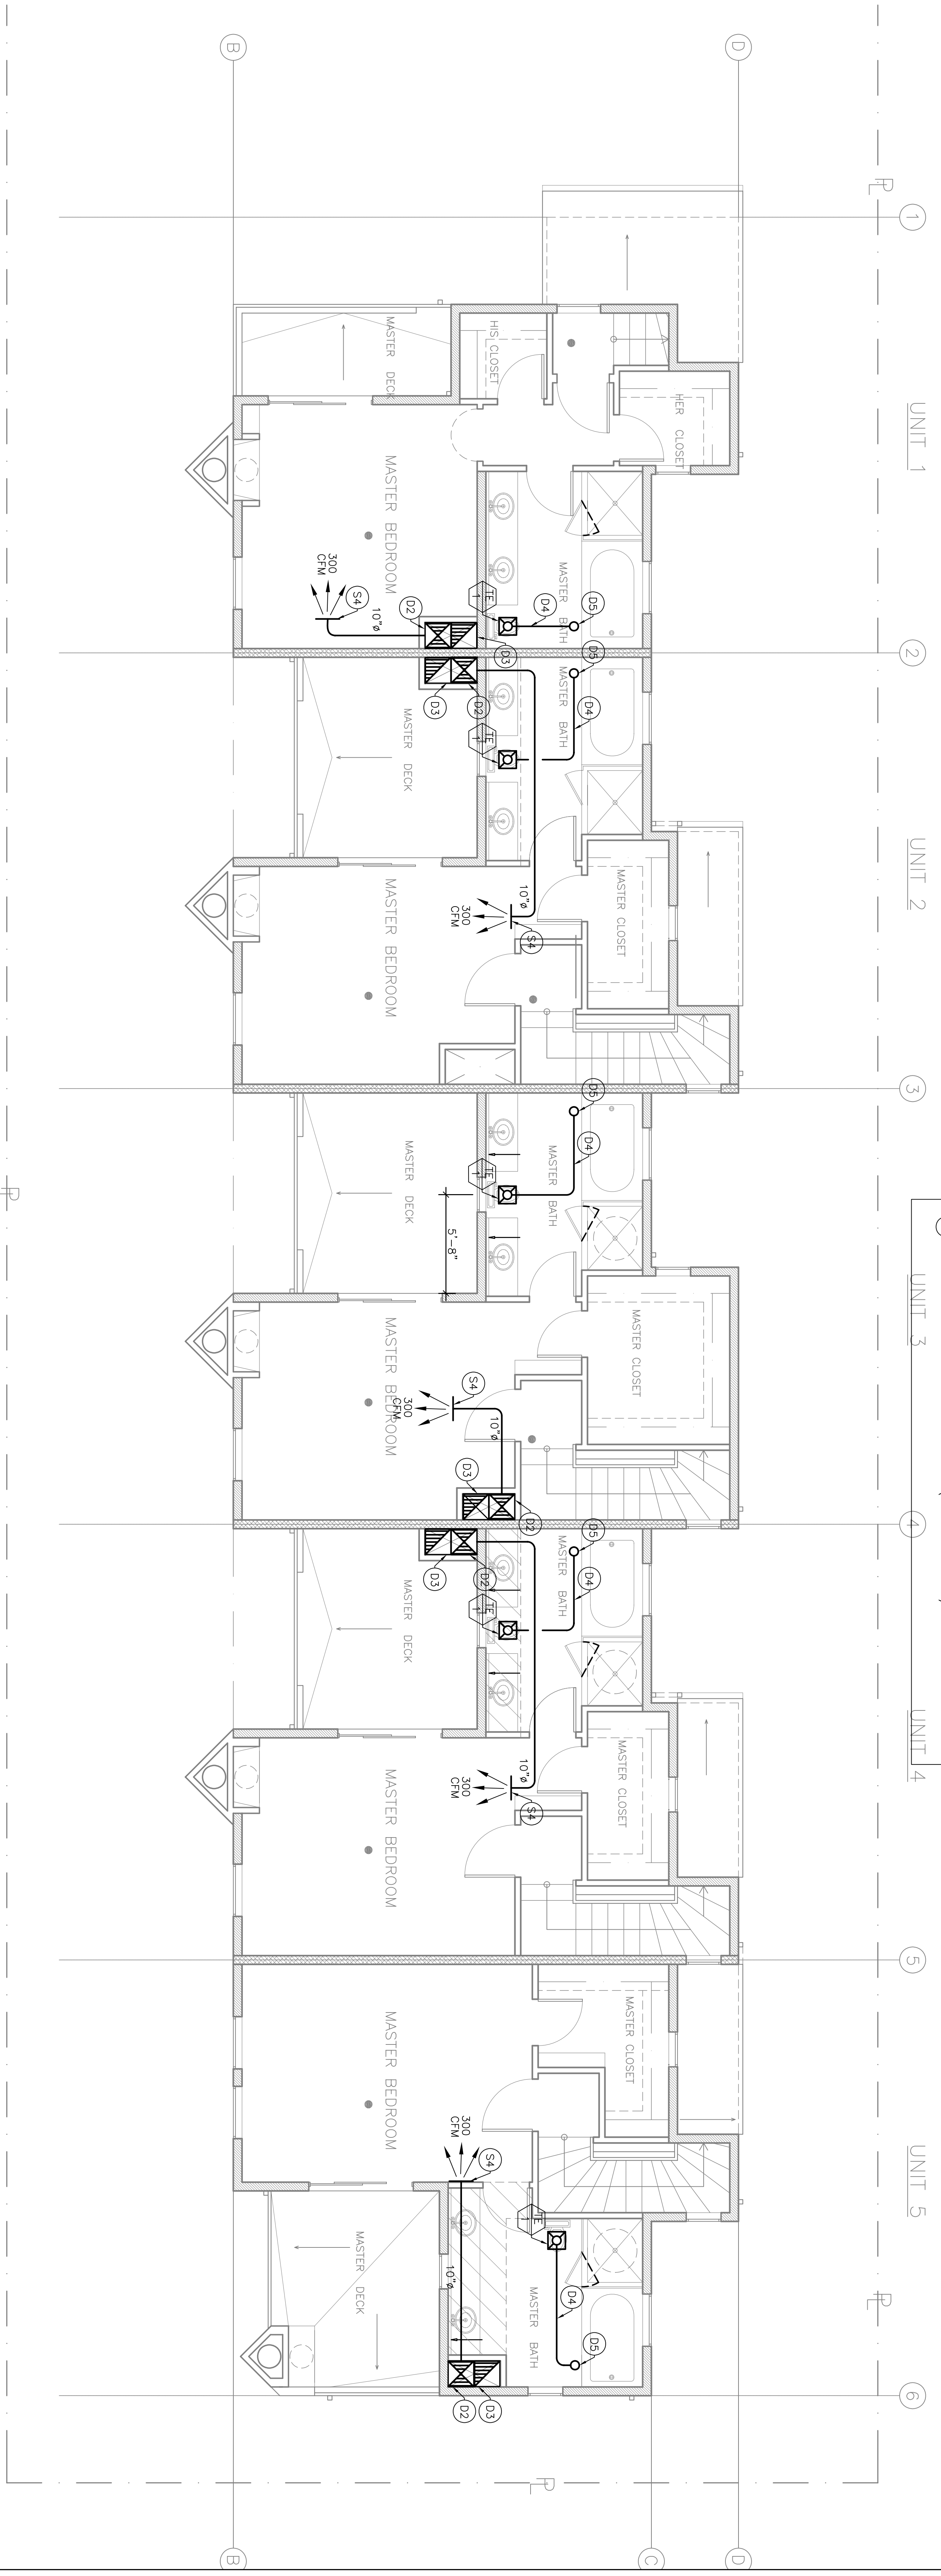 B
D
PL
1
UNIT 1
MASTER DECK
HIS CLOSET
HER CLOSET
MASTER BEDROOM
MASTER BATH
300
CFM
S4
10"ø
D2
D3
TE
1
D4
D5
2
UNIT 2
D5
D4
MASTER BATH
D2
D3
TE
1
MASTER DECK
MASTER CLOSET
MASTER BEDROOM
10"ø
300
CFM
S4
3
UNIT 3
D5
D4
MASTER BATH
TE
1
MASTER DECK
5'-8"
PL
MASTER CLOSET
MASTER BEDROOM
S4
300
CFM
10"ø
D3
D2
4
UNIT 4
D5
D4
MASTER BATH
D2
D3
TE
1
MASTER DECK
MASTER CLOSET
MASTER BEDROOM
10"ø
300
CFM
S4
5
UNIT 5
MASTER CLOSET
MASTER BEDROOM
300
CFM
S4
TE
1
10"ø
D4
D5
MASTER BATH
MASTER DECK
D2
D3
PL
6
PL
B
C
D